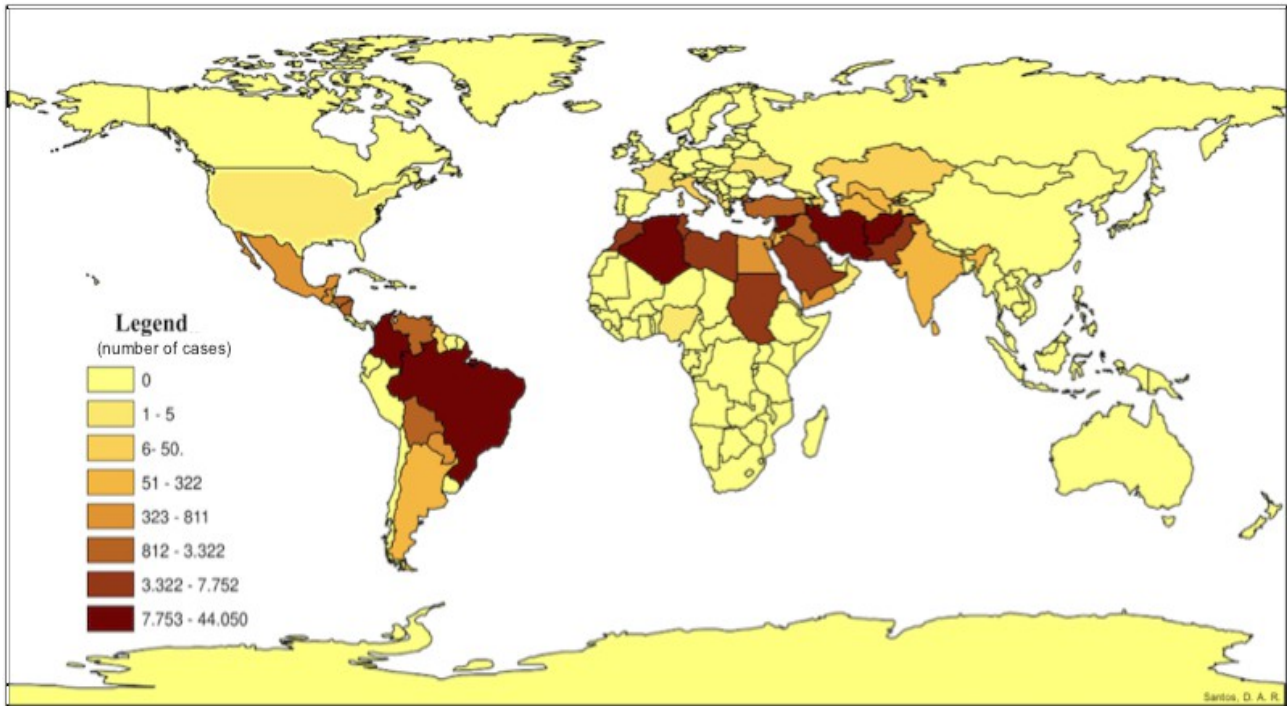 Legend
(number of cases)
0
1 - 5
6- 50.
51 - 322
323 - 811
812 - 3.322
3.322 - 7.752
7.753 - 44.050
Santos, D. A. R.